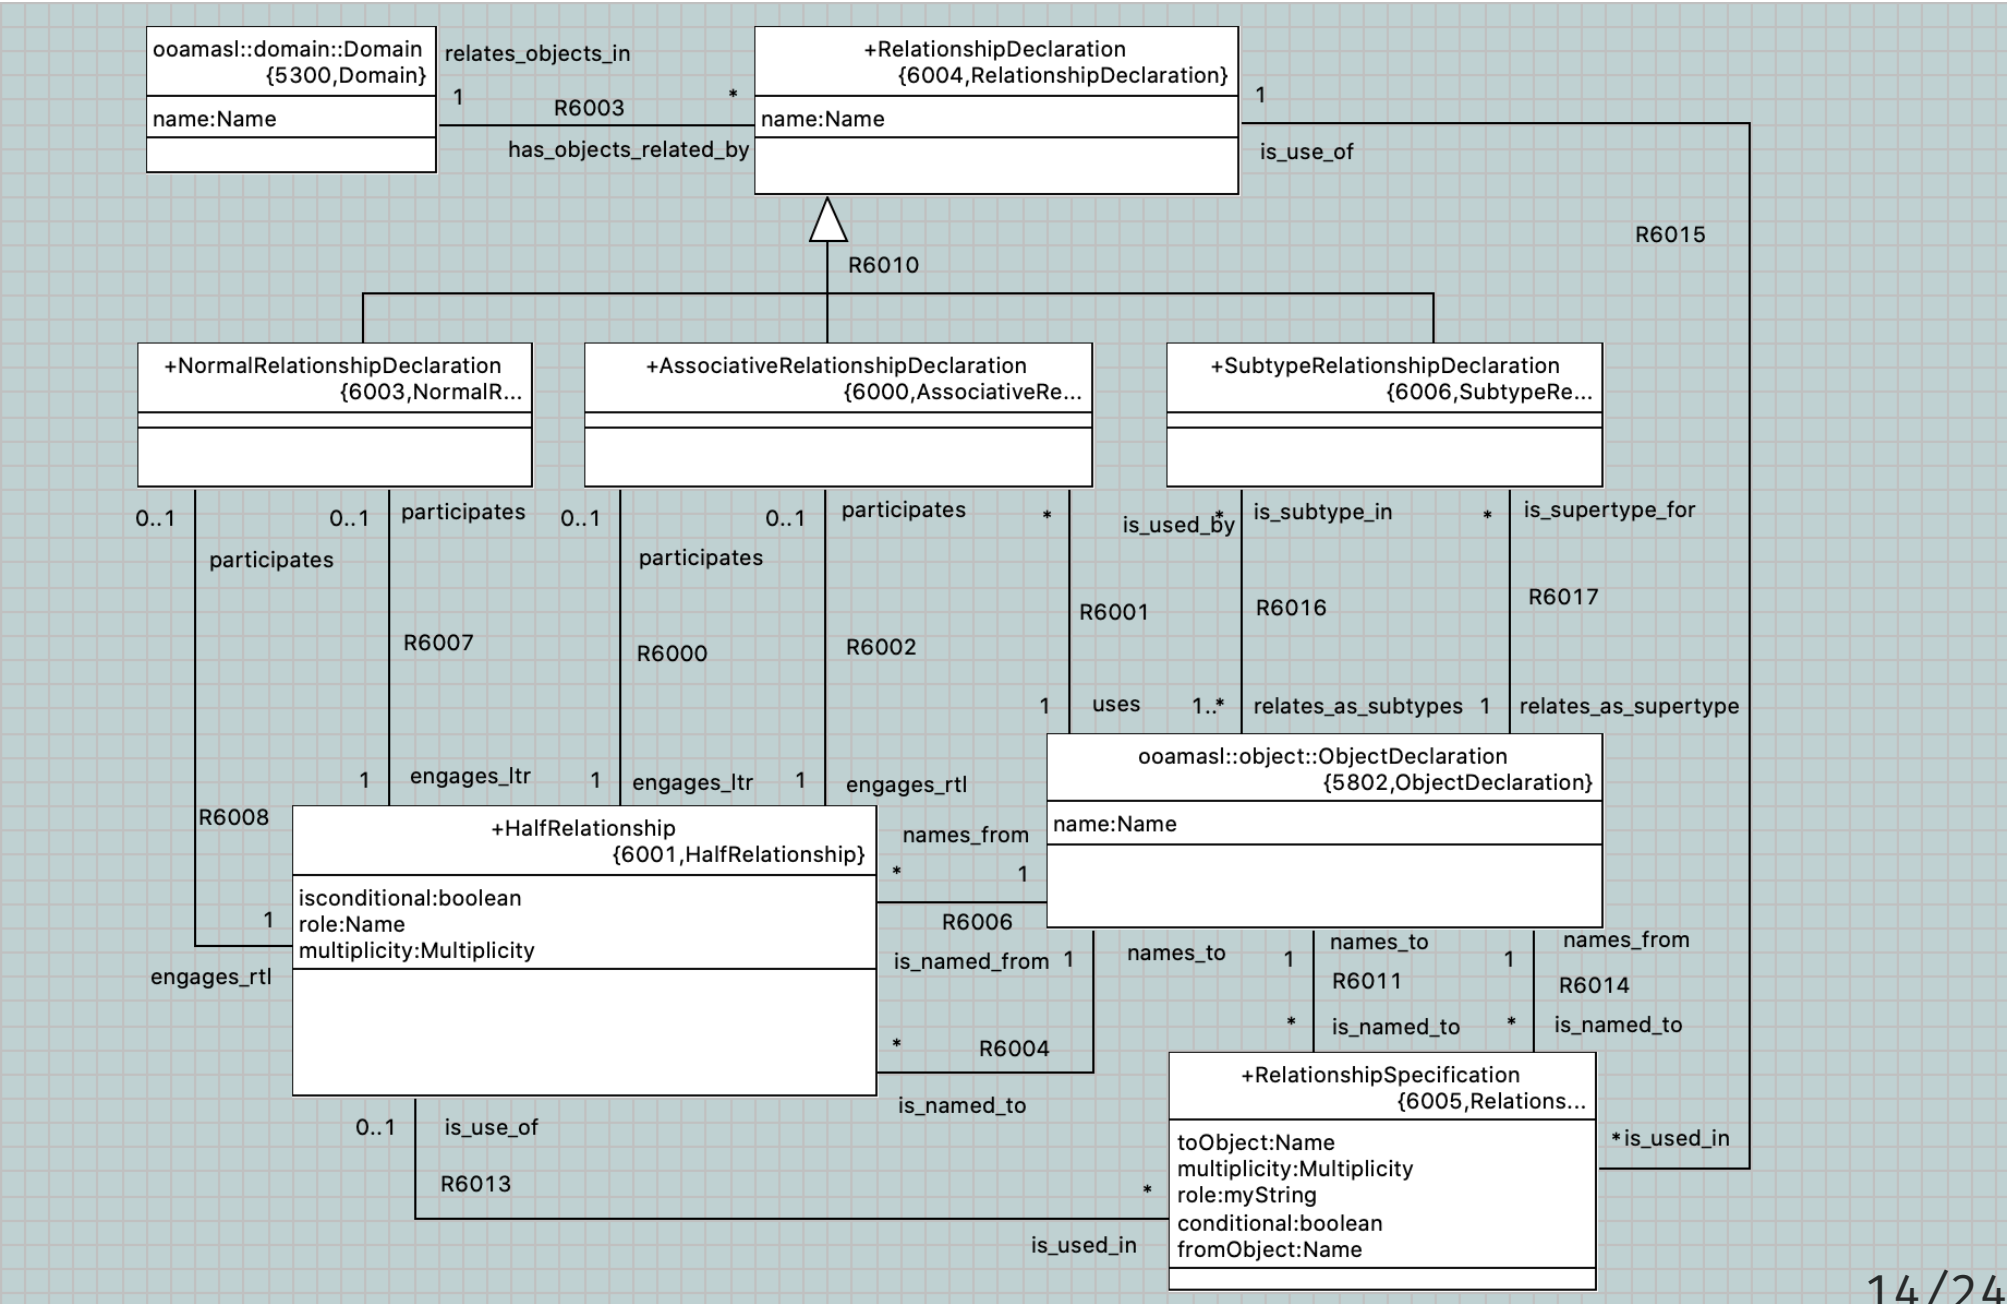 ooamasl::domain::Domain
{5300,Domain}
name:Name
relates_objects_in
1
R6003
*
has_objects_related_by
+RelationshipDeclaration
{6004,RelationshipDeclaration}
name:Name
1
is_use_of
R6015
R6010
+NormalRelationshipDeclaration
{6003,NormalR...
+AssociativeRelationshipDeclaration
{6000,AssociativeRe...
+SubtypeRelationshipDeclaration
{6006,SubtypeRe...
0..1
participates
0..1
participates
0..1
participates
0..1
participates
*
is_used_by
*
is_subtype_in
*
is_supertype_for
R6007
R6000
R6002
R6001
R6016
R6017
1
uses
1..*
relates_as_subtypes
1
relates_as_supertype
1
engages_ltr
1
engages_ltr
1
engages_rtl
R6008
1
engages_rtl
+HalfRelationship
{6001,HalfRelationship}
isconditional:boolean
role:Name
multiplicity:Multiplicity
ooamasl::object::ObjectDeclaration
{5802,ObjectDeclaration}
name:Name
names_from
*
1
R6006
is_named_from
1
names_to
*
R6004
is_named_to
1
names_to
R6011
*
is_named_to
1
names_from
R6014
*
is_named_to
+RelationshipSpecification
{6005,Relations...
toObject:Name
multiplicity:Multiplicity
role:myString
conditional:boolean
fromObject:Name
*is_used_in
0..1
is_use_of
R6013
*
is_used_in
14/24